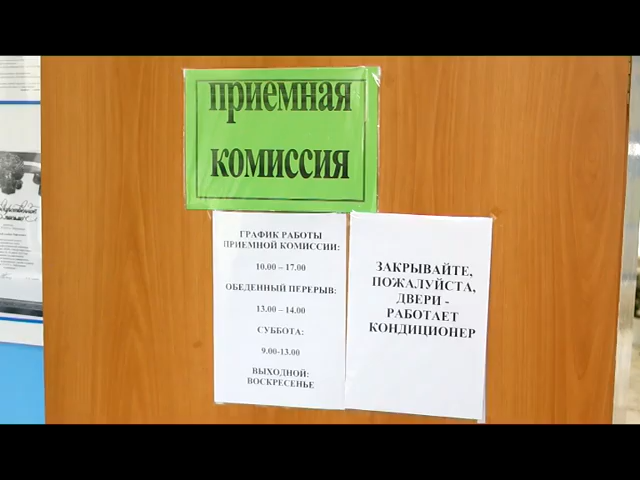 приемная
комиссия
ГРАФИК РАБОТЫ
ПРИЕМНОЙ КОМИССИИ:
10.00 – 17.00
ОБЕДЕННЫЙ ПЕРЕРЫВ:
13.00 – 14.00
СУББОТА:
9.00-13.00
ВЫХОДНОЙ:
ВОСКРЕСЕНЬЕ
ЗАКРЫВАЙТЕ,
ПОЖАЛУЙСТА,
ДВЕРИ -
РАБОТАЕТ
КОНДИЦИОНЕР